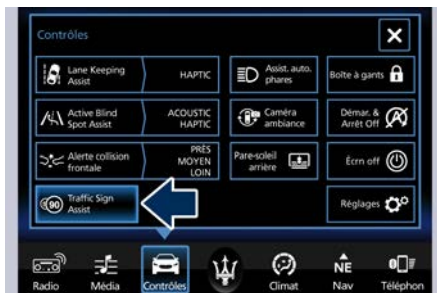 Contrôles
Lane Keeping
Assist
HAPTIC
Assist. auto.
phares
Boîte à gants
Active Blind
Spot Assist
ACOUSTIC
HAPTIC
Caméra
ambiance
Démar. &
Arrêt Off
Alerte collision
frontale
PRÈS
MOYEN
LOIN
Pare-soleil
arrière
Écrn off
90
Traffic Sign
Assist
Réglages
Radio
Média
Contrôles
Climat
NE
Nav
Téléphon